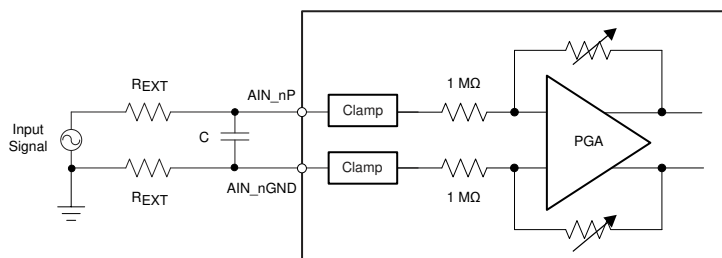 REXT
AIN_nP
Clamp
1 MΩ
Input
Signal
C
PGA
REXT
AIN_nGND
Clamp
1 MΩ